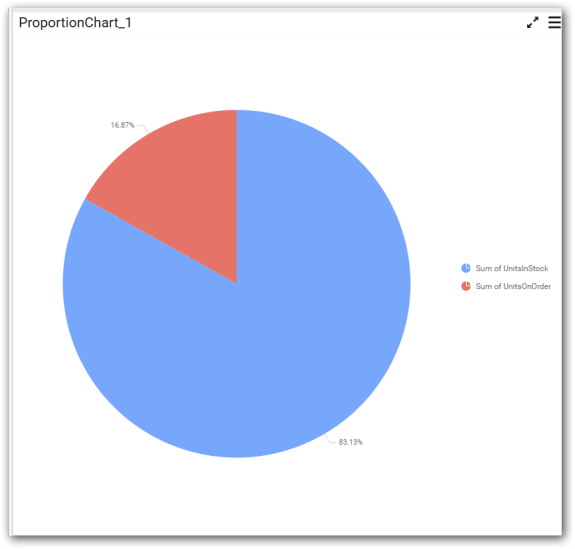 ProportionChart_1
16.87%
Sum of UnitsInStock
Sum of UnitsOnOrder
83.13%